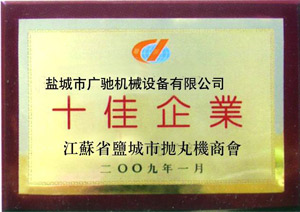 盐城市广驰机械设备有限公司
十佳企業
江蘇省鹽城市抛丸機商會
二〇〇九年一月